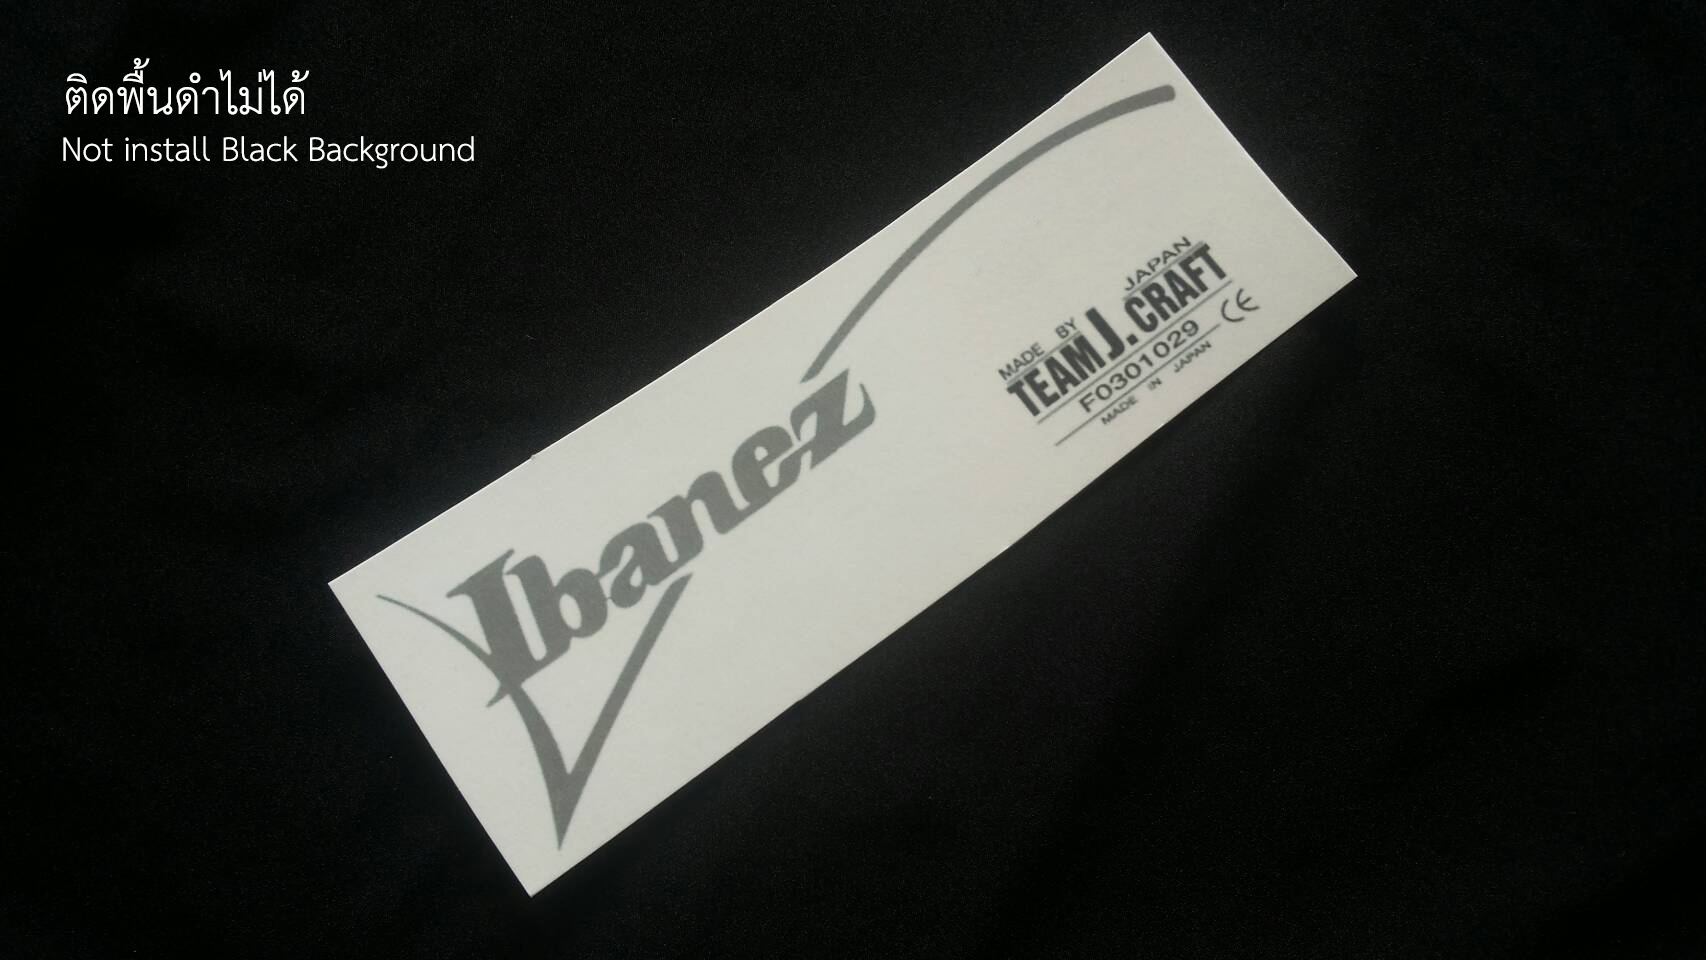 ติดพื้นดำไม่ได้
Not install Black Background
Ibanez
MADE BY JAPAN
TEAM J. CRAFT
F0301029 CE
MADE IN JAPAN